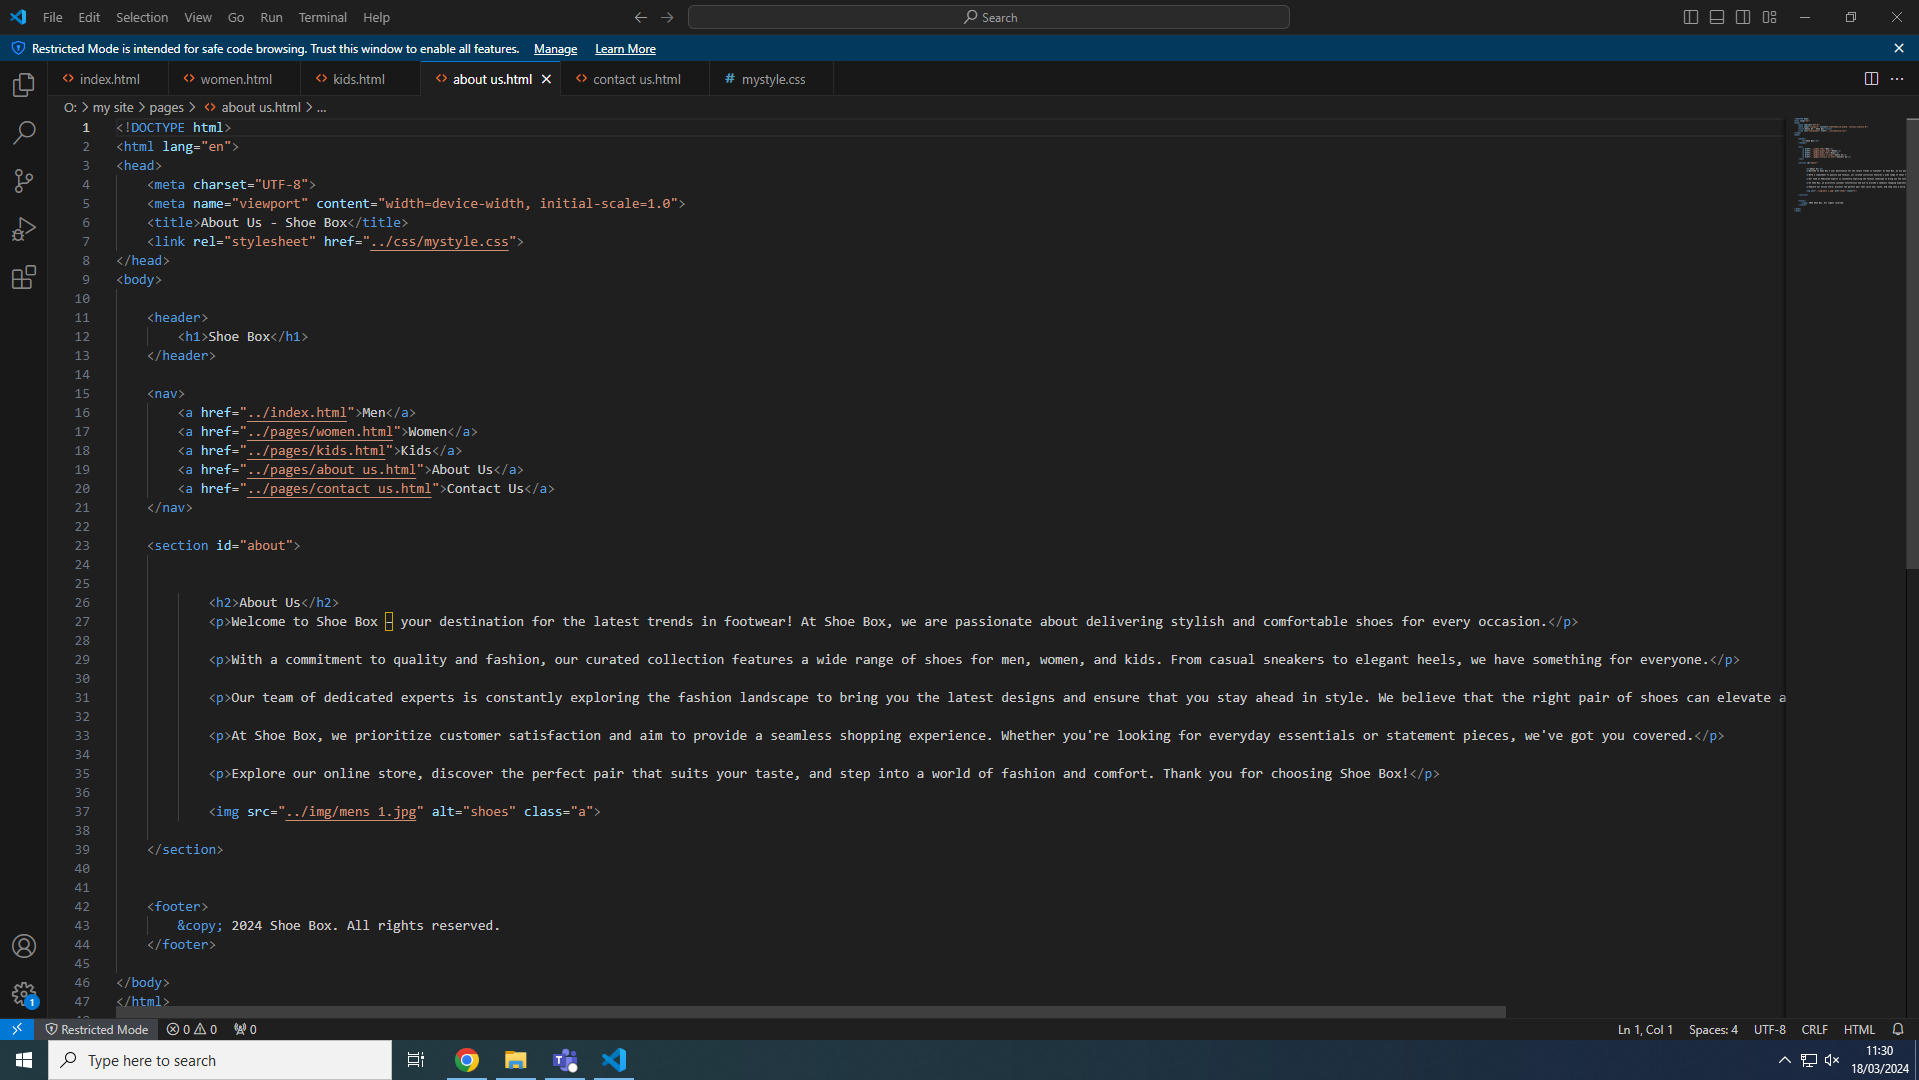 File Edit Selection View Go Run Terminal Help Search
Restricted Mode is intended for safe code browsing. Trust this window to enable all features. Manage Learn More
index.html women.html kids.html about us.html contact us.html # mystyle.css
O: > my site > pages > about us.html > ...
1 <!DOCTYPE html>
2 <html lang="en">
3 <head>
4 <meta charset="UTF-8">
5 <meta name="viewport" content="width=device-width, initial-scale=1.0">
6 <title>About Us - Shoe Box</title>
7 <link rel="stylesheet" href="../css/mystyle.css">
8 </head>
9 <body>
10
11 <header>
12 <h1>Shoe Box</h1>
13 </header>
14
15 <nav>
16 <a href="../index.html">Men</a>
17 <a href="../pages/women.html">Women</a>
18 <a href="../pages/kids.html">Kids</a>
19 <a href="../pages/about us.html">About Us</a>
20 <a href="../pages/contact us.html">Contact Us</a>
21 </nav>
22
23 <section id="about">
24
25
26 <h2>About Us</h2>
27 <p>Welcome to Shoe Box – your destination for the latest trends in footwear! At Shoe Box, we are passionate about delivering stylish and comfortable shoes for every occasion.</p>
28
29 <p>With a commitment to quality and fashion, our curated collection features a wide range of shoes for men, women, and kids. From casual sneakers to elegant heels, we have something for everyone.</p>
30
31 <p>Our team of dedicated experts is constantly exploring the fashion landscape to bring you the latest designs and ensure that you stay ahead in style. We believe that the right pair of shoes can elevate a
32
33 <p>At Shoe Box, we prioritize customer satisfaction and aim to provide a seamless shopping experience. Whether you're looking for everyday essentials or statement pieces, we've got you covered.</p>
34
35 <p>Explore our online store, discover the perfect pair that suits your taste, and step into a world of fashion and comfort. Thank you for choosing Shoe Box!</p>
36
37 <img src="../img/mens 1.jpg" alt="shoes" class="a">
38
39 </section>
40
41
42 <footer>
43 &copy; 2024 Shoe Box. All rights reserved.
44 </footer>
45
46 </body>
47 </html>
1
Restricted Mode 0 0 0 Ln 1, Col 1 Spaces: 4 UTF-8 CRLF HTML
Type here to search
11:30
18/03/2024